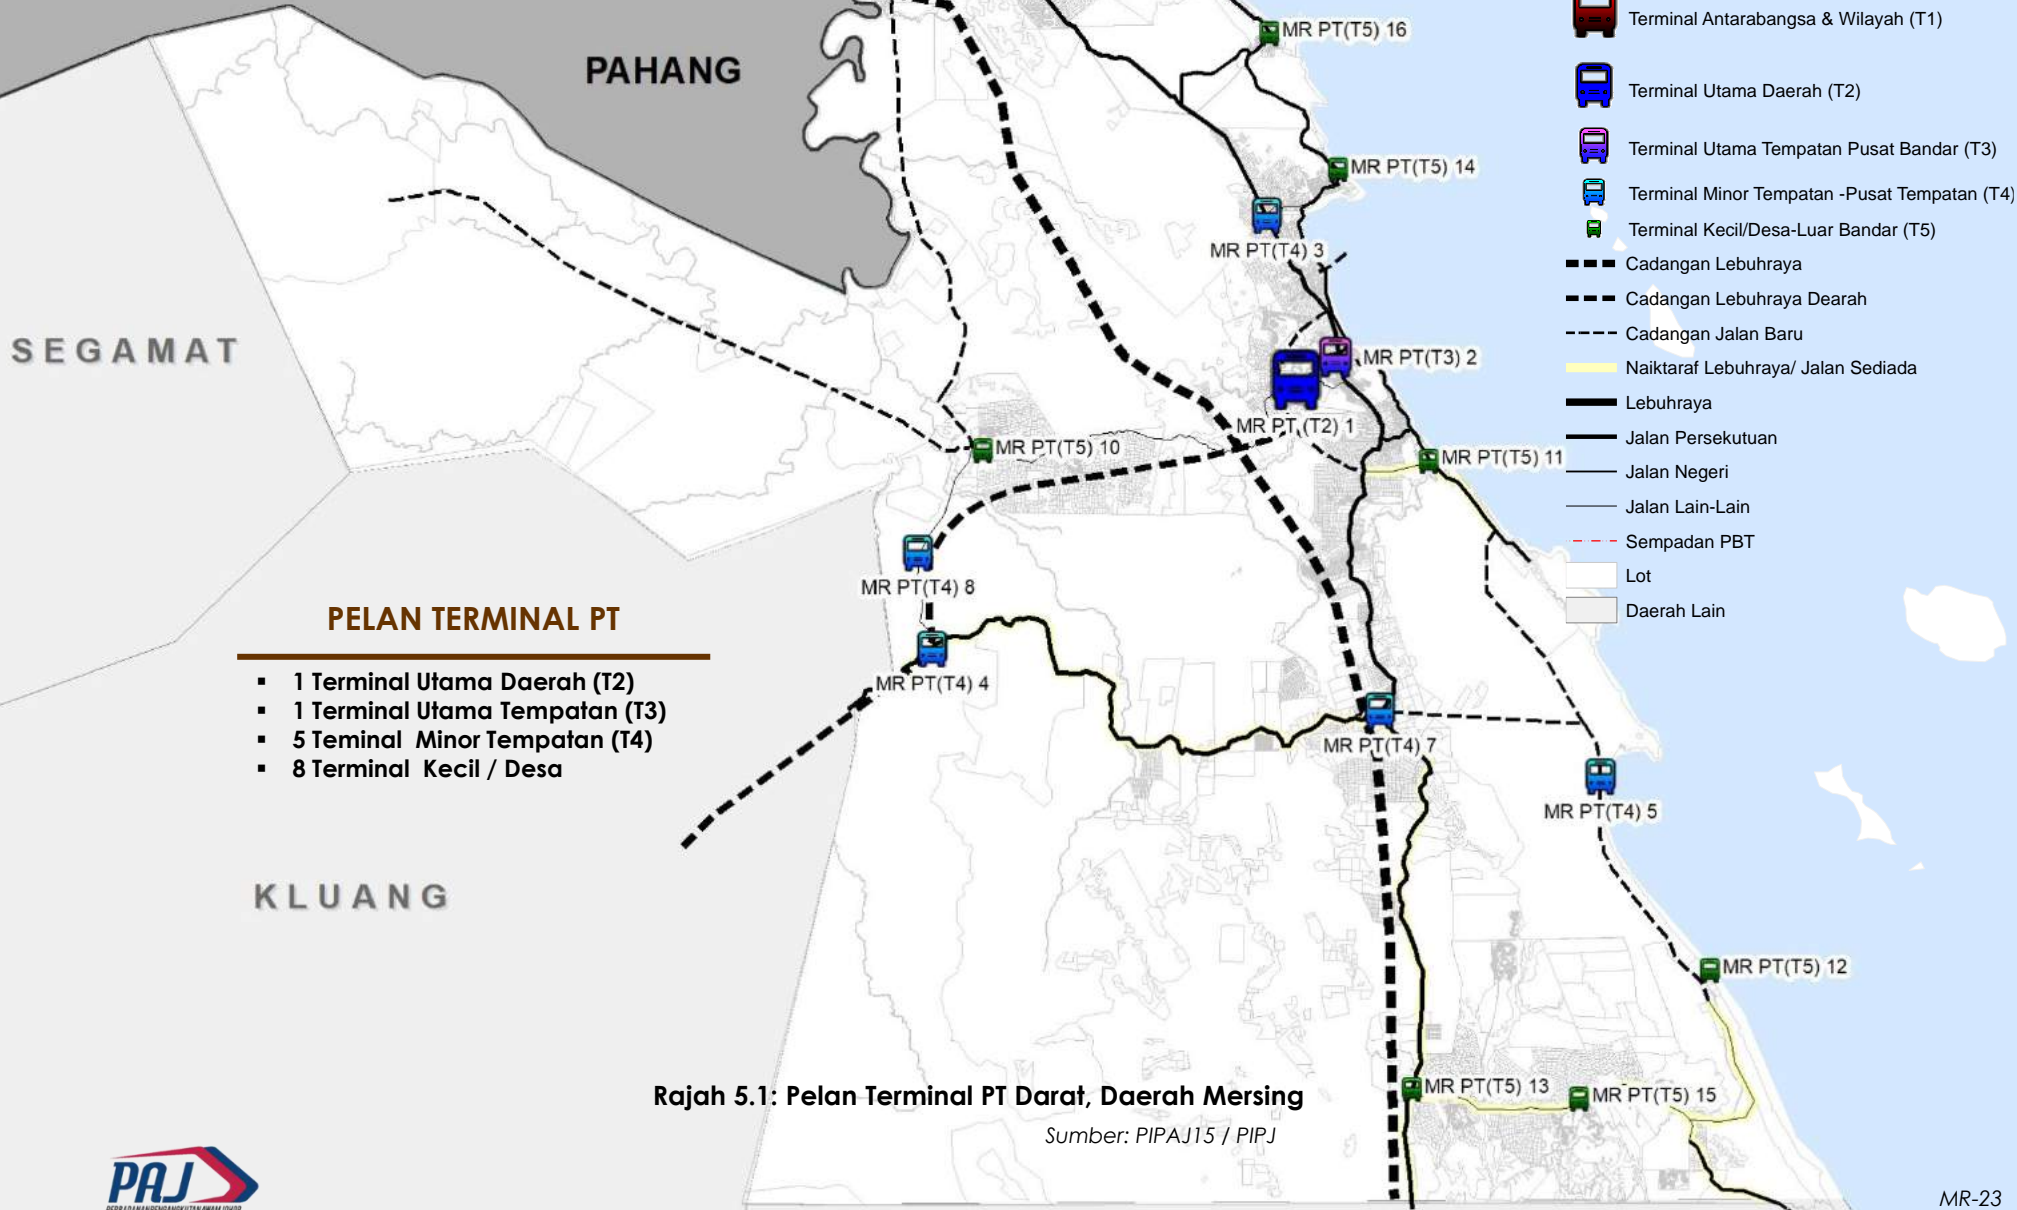 Terminal Antarabangsa & Wilayah (T1)
Terminal Utama Daerah (T2)
Terminal Utama Tempatan Pusat Bandar (T3)
Terminal Minor Tempatan -Pusat Tempatan (T4)
Terminal Kecil/Desa-Luar Bandar (T5)
Cadangan Lebuhraya
Cadangan Lebuhraya Dearah
Cadangan Jalan Baru
Naiktaraf Lebuhraya/ Jalan Sediada
Lebuhraya
Jalan Persekutuan
Jalan Negeri
Jalan Lain-Lain
Sempadan PBT
Lot
Daerah Lain
PAHANG
SEGAMAT
KLUANG
MR PT(T5) 16
MR PT(T5) 14
MR PT(T4) 3
MR PT(T3) 2
MR PT (T2) 1
MR PT(T5) 10
MR PT(T5) 11
MR PT(T4) 8
MR PT(T4) 4
MR PT(T4) 7
MR PT(T4) 5
MR PT(T5) 12
MR PT(T5) 13
MR PT(T5) 15
PELAN TERMINAL PT
▪ 1 Terminal Utama Daerah (T2)
▪ 1 Terminal Utama Tempatan (T3)
▪ 5 Teminal Minor Tempatan (T4)
▪ 8 Terminal Kecil / Desa
Rajah 5.1: Pelan Terminal PT Darat, Daerah Mersing
Sumber: PIPAJ15 / PIPJ
PAJ
PERBADANAN PENGANGKUTAN AWAM JOHOR
MR-23